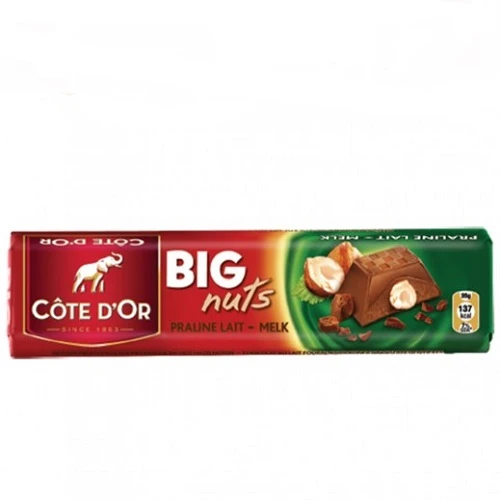 CÔTE D'OR
PRALINE LAIT - MELK
BIG
nuts
CÔTE D'OR
SINCE 1883
PRALINE LAIT - MELK
137
kcal